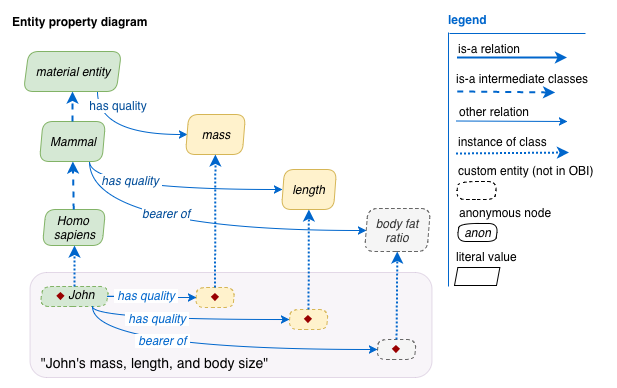 Entity property diagram
material entity
has quality
mass
Mammal
has quality
length
bearer of
body fat
ratio
Homo
sapiens
John
has quality
has quality
bearer of
"John's mass, length, and body size"
legend
is-a relation
is-a intermediate classes
other relation
instance of class
custom entity (not in OBI)
anonymous node
anon
literal value